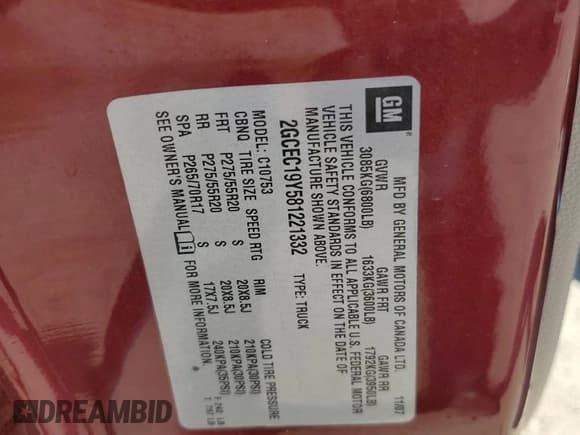 GM
MFD BY GENERAL MOTORS OF CANADA LTD. 11/07
GVWR GAWR FRT GAWR RR
3085KG(6800LB) 1633KG(3600LB) 1792KG(3950LB)
THIS VEHICLE CONFORMS TO ALL APPLICABLE U.S. FEDERAL MOTOR
VEHICLE SAFETY STANDARDS IN EFFECT ON THE DATE OF
MANUFACTURE SHOWN ABOVE.
2GCEC19Y581221332 TYPE: TRUCK
MODEL: C10753
CBNQ TIRE SIZE SPEED RTG RIM COLD TIRE PRESSURE
FRT P275/55R20 S 20X8.5J 210KPA(30PSI)
RR P275/55R20 S 20X8.5J 210KPA(30PSI)
SPA P265/70R17 S 17X7.5J 240KPA(35PSI)
SEE OWNER'S MANUAL FOR MORE INFORMATION.
DREAMBID